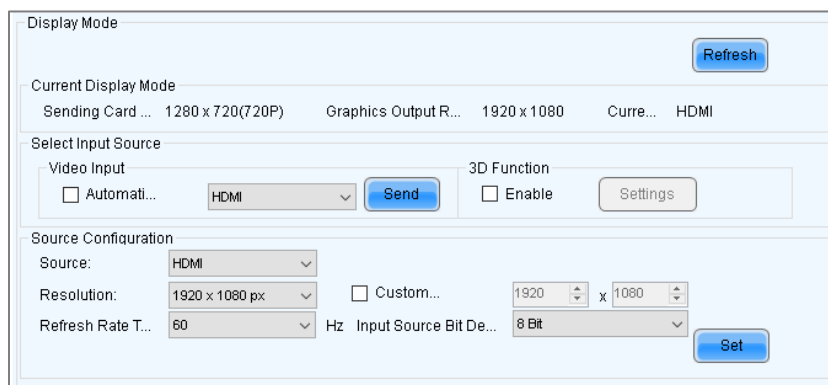 Display Mode
Refresh
Current Display Mode
Sending Card ... 1280 x 720(720P) Graphics Output R... 1920 x 1080 Curre... HDMI
Select Input Source
Video Input 3D Function
Automati... HDMI Send Enable Settings
Source Configuration
Source: HDMI
Resolution: 1920 x 1080 px Custom... 1920 x 1080
Refresh Rate T... 60 Hz Input Source Bit De... 8 Bit
Set